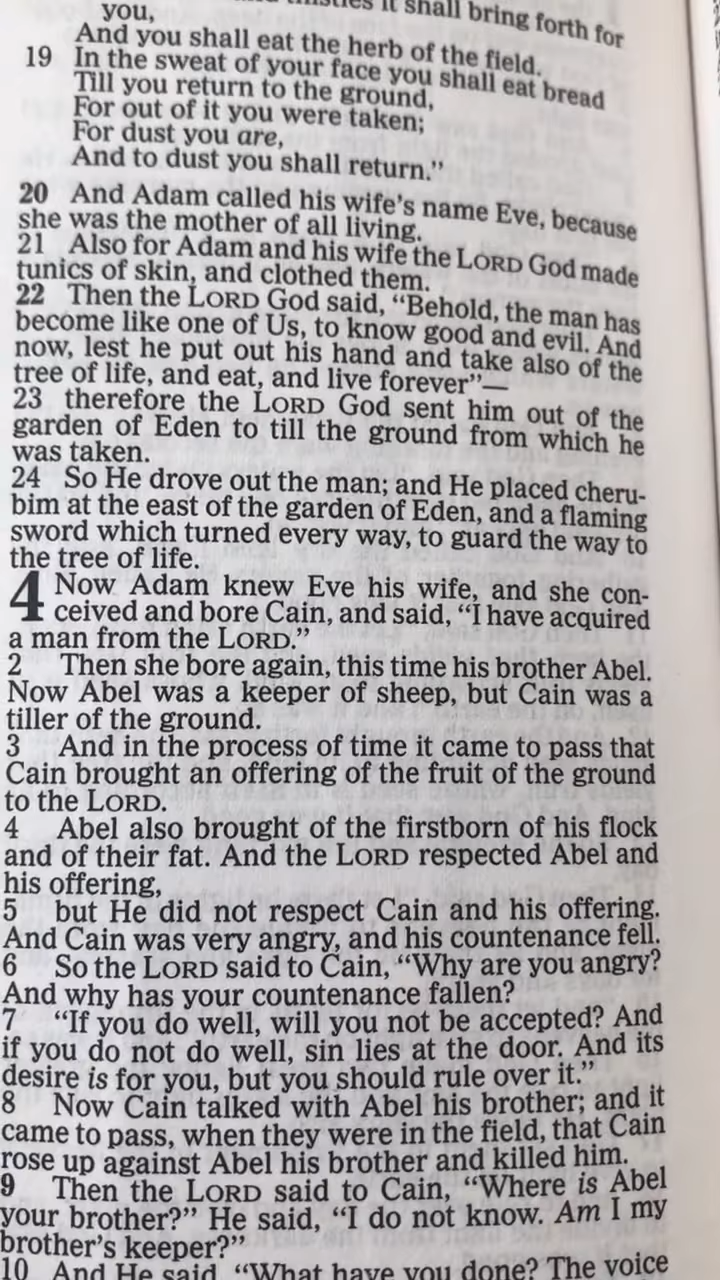 it shall bring forth for
you,
And you shall eat the herb of the field.
19 In the sweat of your face you shall eat bread
Till you return to the ground,
For out of it you were taken;
For dust you are,
And to dust you shall return.”
20 And Adam called his wife’s name Eve, because
she was the mother of all living.
21 Also for Adam and his wife the LORD God made
tunics of skin, and clothed them.
22 Then the LORD God said, “Behold, the man has
become like one of Us, to know good and evil. And
now, lest he put out his hand and take also of the
tree of life, and eat, and live forever”—
23 therefore the LORD God sent him out of the
garden of Eden to till the ground from which he
was taken.
24 So He drove out the man; and He placed cheru-
bim at the east of the garden of Eden, and a flaming
sword which turned every way, to guard the way to
the tree of life.
4 Now Adam knew Eve his wife, and she con-
ceived and bore Cain, and said, “I have acquired
a man from the LORD.”
2 Then she bore again, this time his brother Abel.
Now Abel was a keeper of sheep, but Cain was a
tiller of the ground.
3 And in the process of time it came to pass that
Cain brought an offering of the fruit of the ground
to the LORD.
4 Abel also brought of the firstborn of his flock
and of their fat. And the LORD respected Abel and
his offering,
5 but He did not respect Cain and his offering.
And Cain was very angry, and his countenance fell.
6 So the LORD said to Cain, “Why are you angry?
And why has your countenance fallen?
7 “If you do well, will you not be accepted? And
if you do not do well, sin lies at the door. And its
desire is for you, but you should rule over it.”
8 Now Cain talked with Abel his brother; and it
came to pass, when they were in the field, that Cain
rose up against Abel his brother and killed him.
9 Then the LORD said to Cain, “Where is Abel
your brother?” He said, “I do not know. Am I my
brother’s keeper?”
10 And He said, “What have you done? The voice